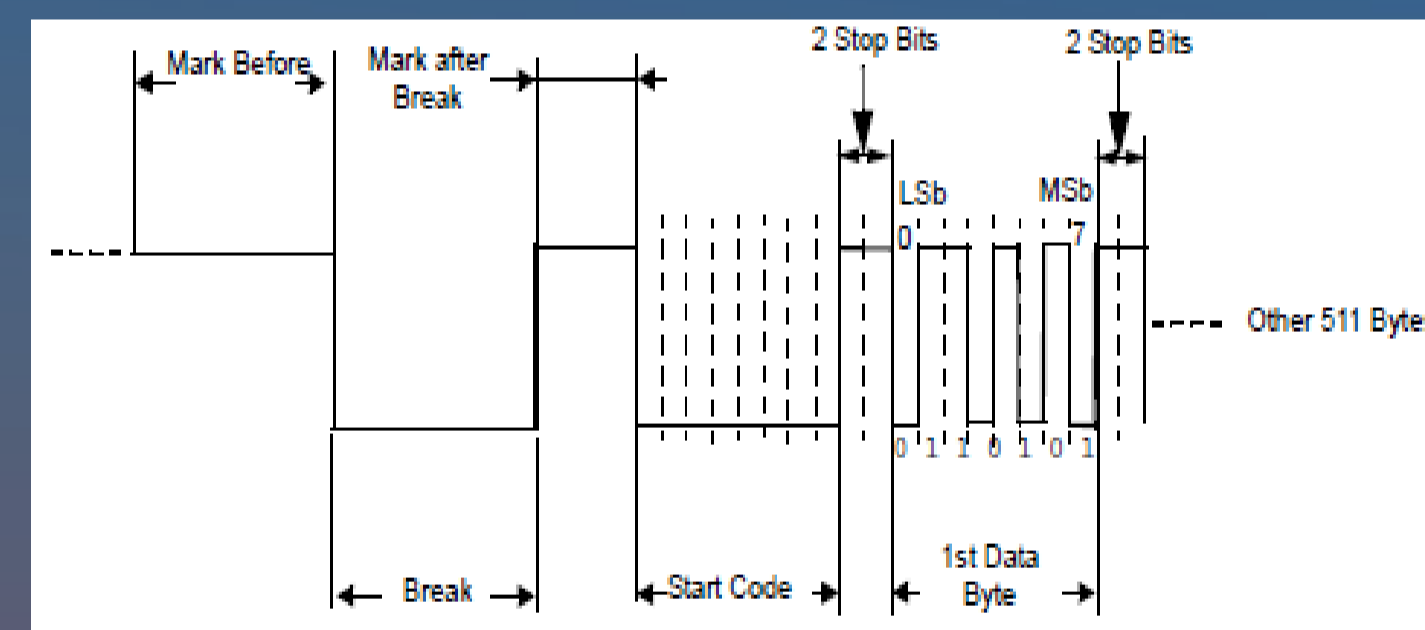 2 Stop Bits
2 Stop Bits
Mark Before
Mark after
Break
LSb
MSb
0
7
Other 511 Byte
0 1 1 0 1 0 1
1st Data
Byte
Break
Start Code